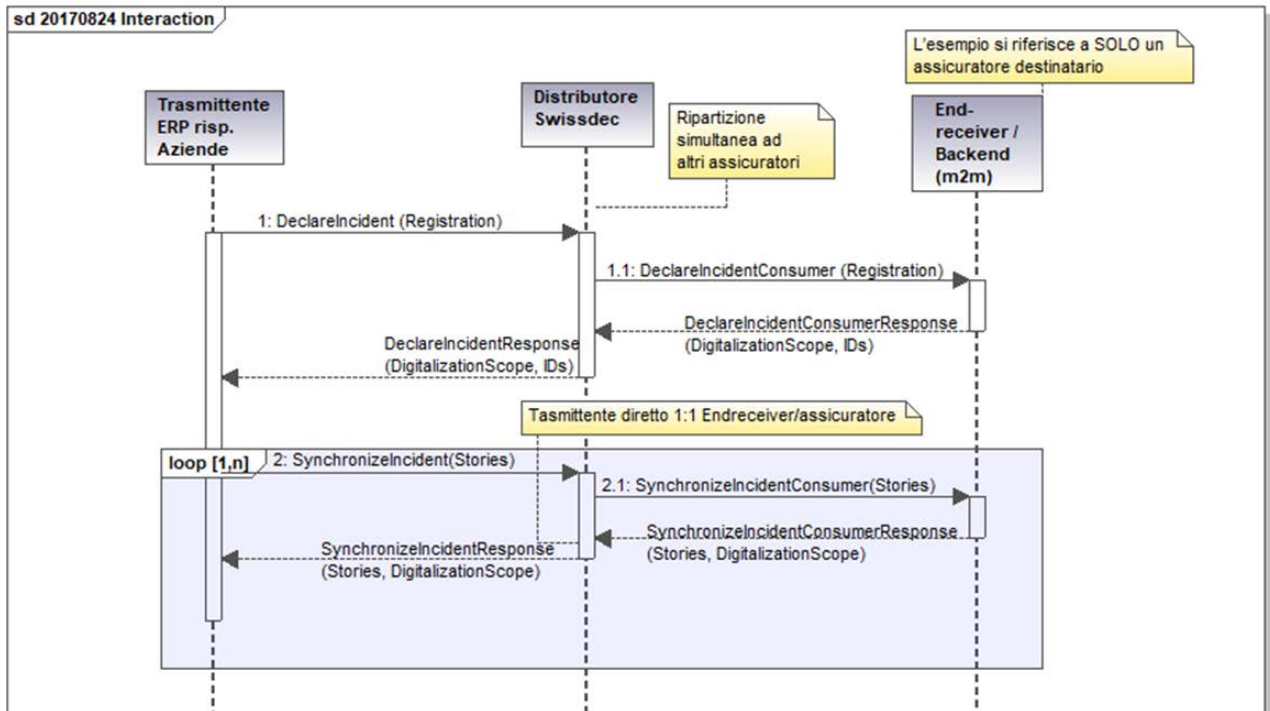 sd 20170824 Interaction
L'esempio si riferisce a SOLO un
assicuratore destinatario
Trasmittente
ERP risp.
Aziende
Distributore
Swissdec
Ripartizione
simultanea ad
altri assicuratori
End-
receiver /
Backend
(m2m)
1: DeclareIncident (Registration)
1.1: DeclareIncidentConsumer (Registration)
DeclareIncidentConsumerResponse
(DigitalizationScope, IDs)
DeclareIncidentResponse
(DigitalizationScope, IDs)
Tasmittente diretto 1:1 Endreceiver/assicuratore
loop [1,n]
2: SynchronizeIncident(Stories)
2.1: SynchronizeIncidentConsumer(Stories)
SynchronizeIncidentConsumerResponse
(Stories, DigitalizationScope)
SynchronizeIncidentResponse
(Stories, DigitalizationScope)